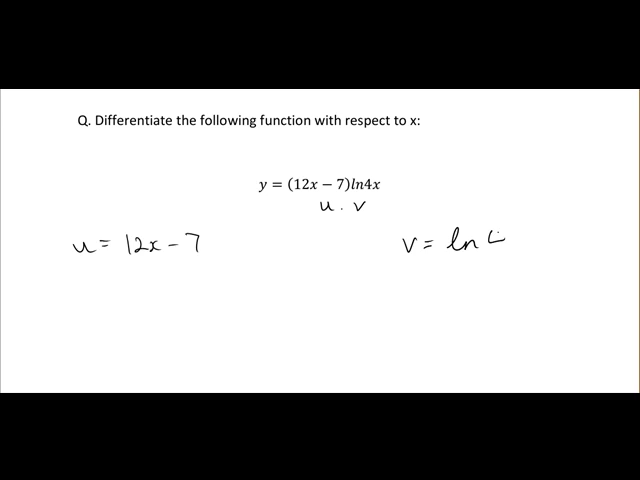 Q. Differentiate the following function with respect to x:
y = (12x − 7)ln4x
u . v
u = 12x - 7
v = ln